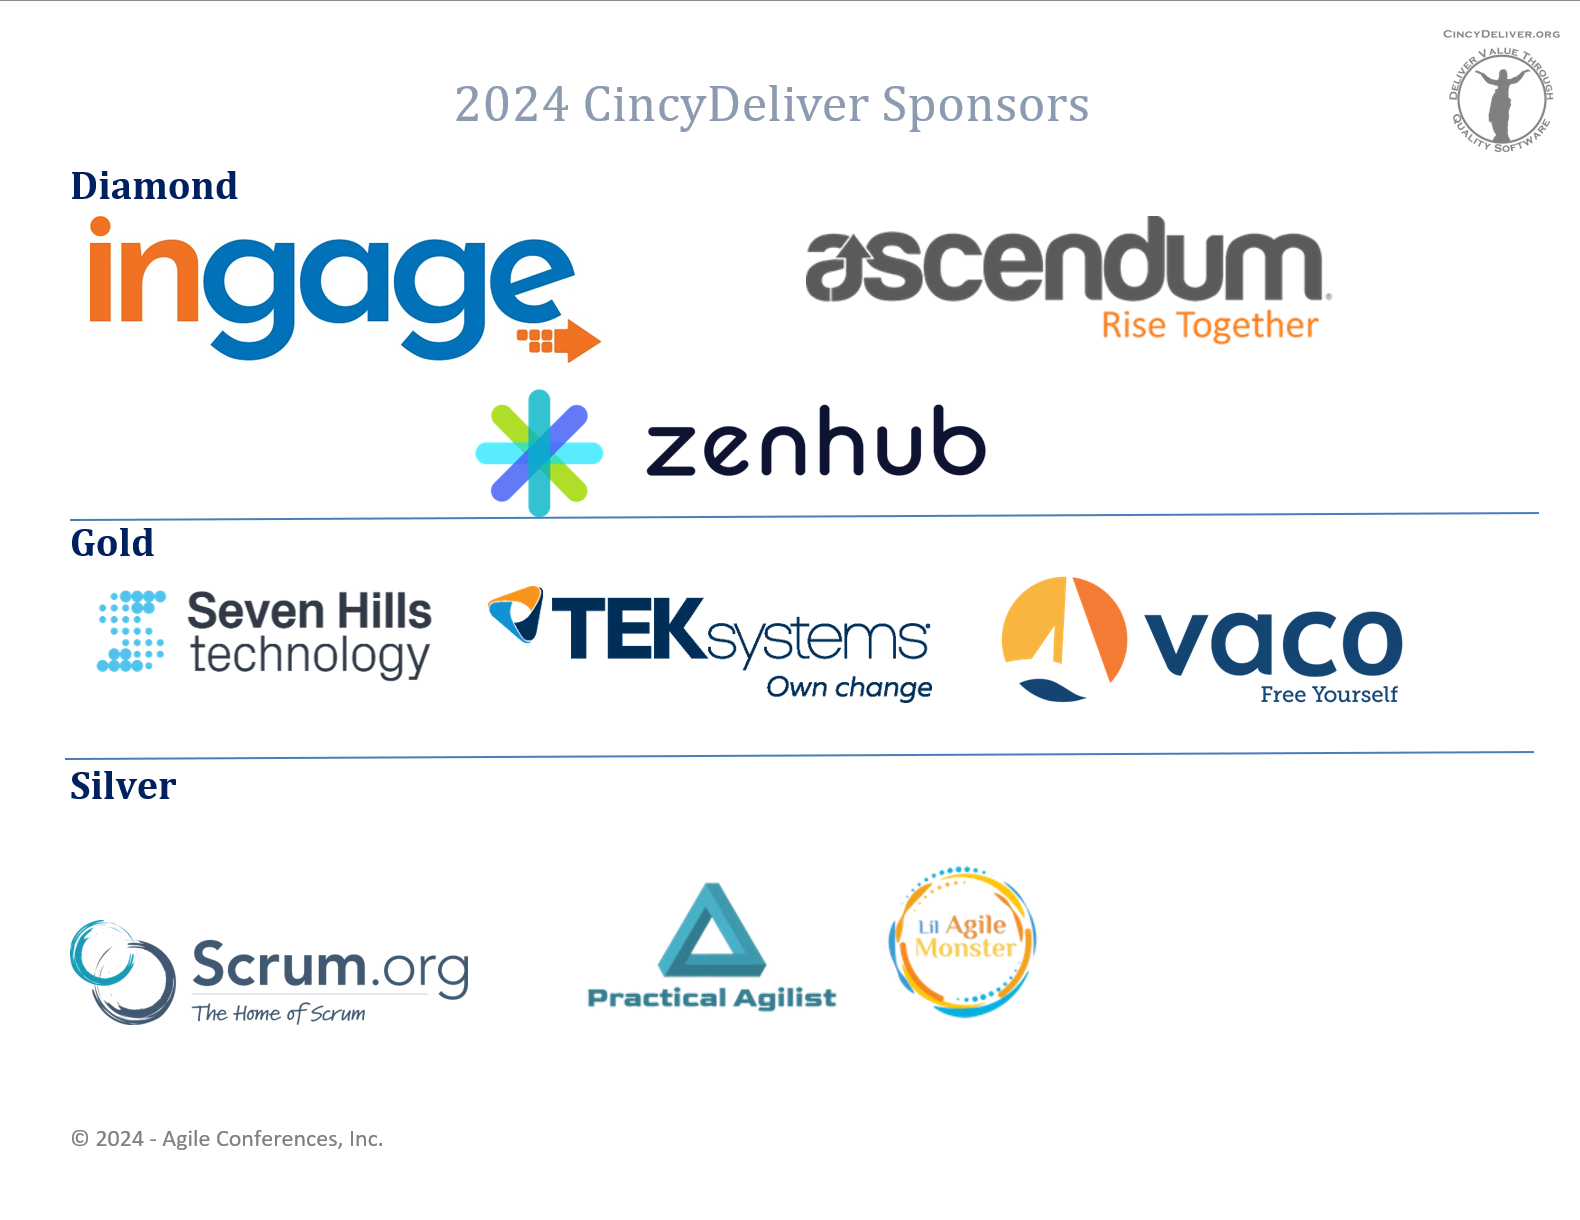 CincyDeliver.org
Deliver Value Through
Quality Software
2024 CincyDeliver Sponsors
Diamond
ingage
ascendum®
Rise Together
zenhub
Gold
Seven Hills
technology
TEKsystems
Own change
vaco
Free Yourself
Silver
Scrum.org
The Home of Scrum
Practical Agilist
Lil Agile
Monster
© 2024 - Agile Conferences, Inc.